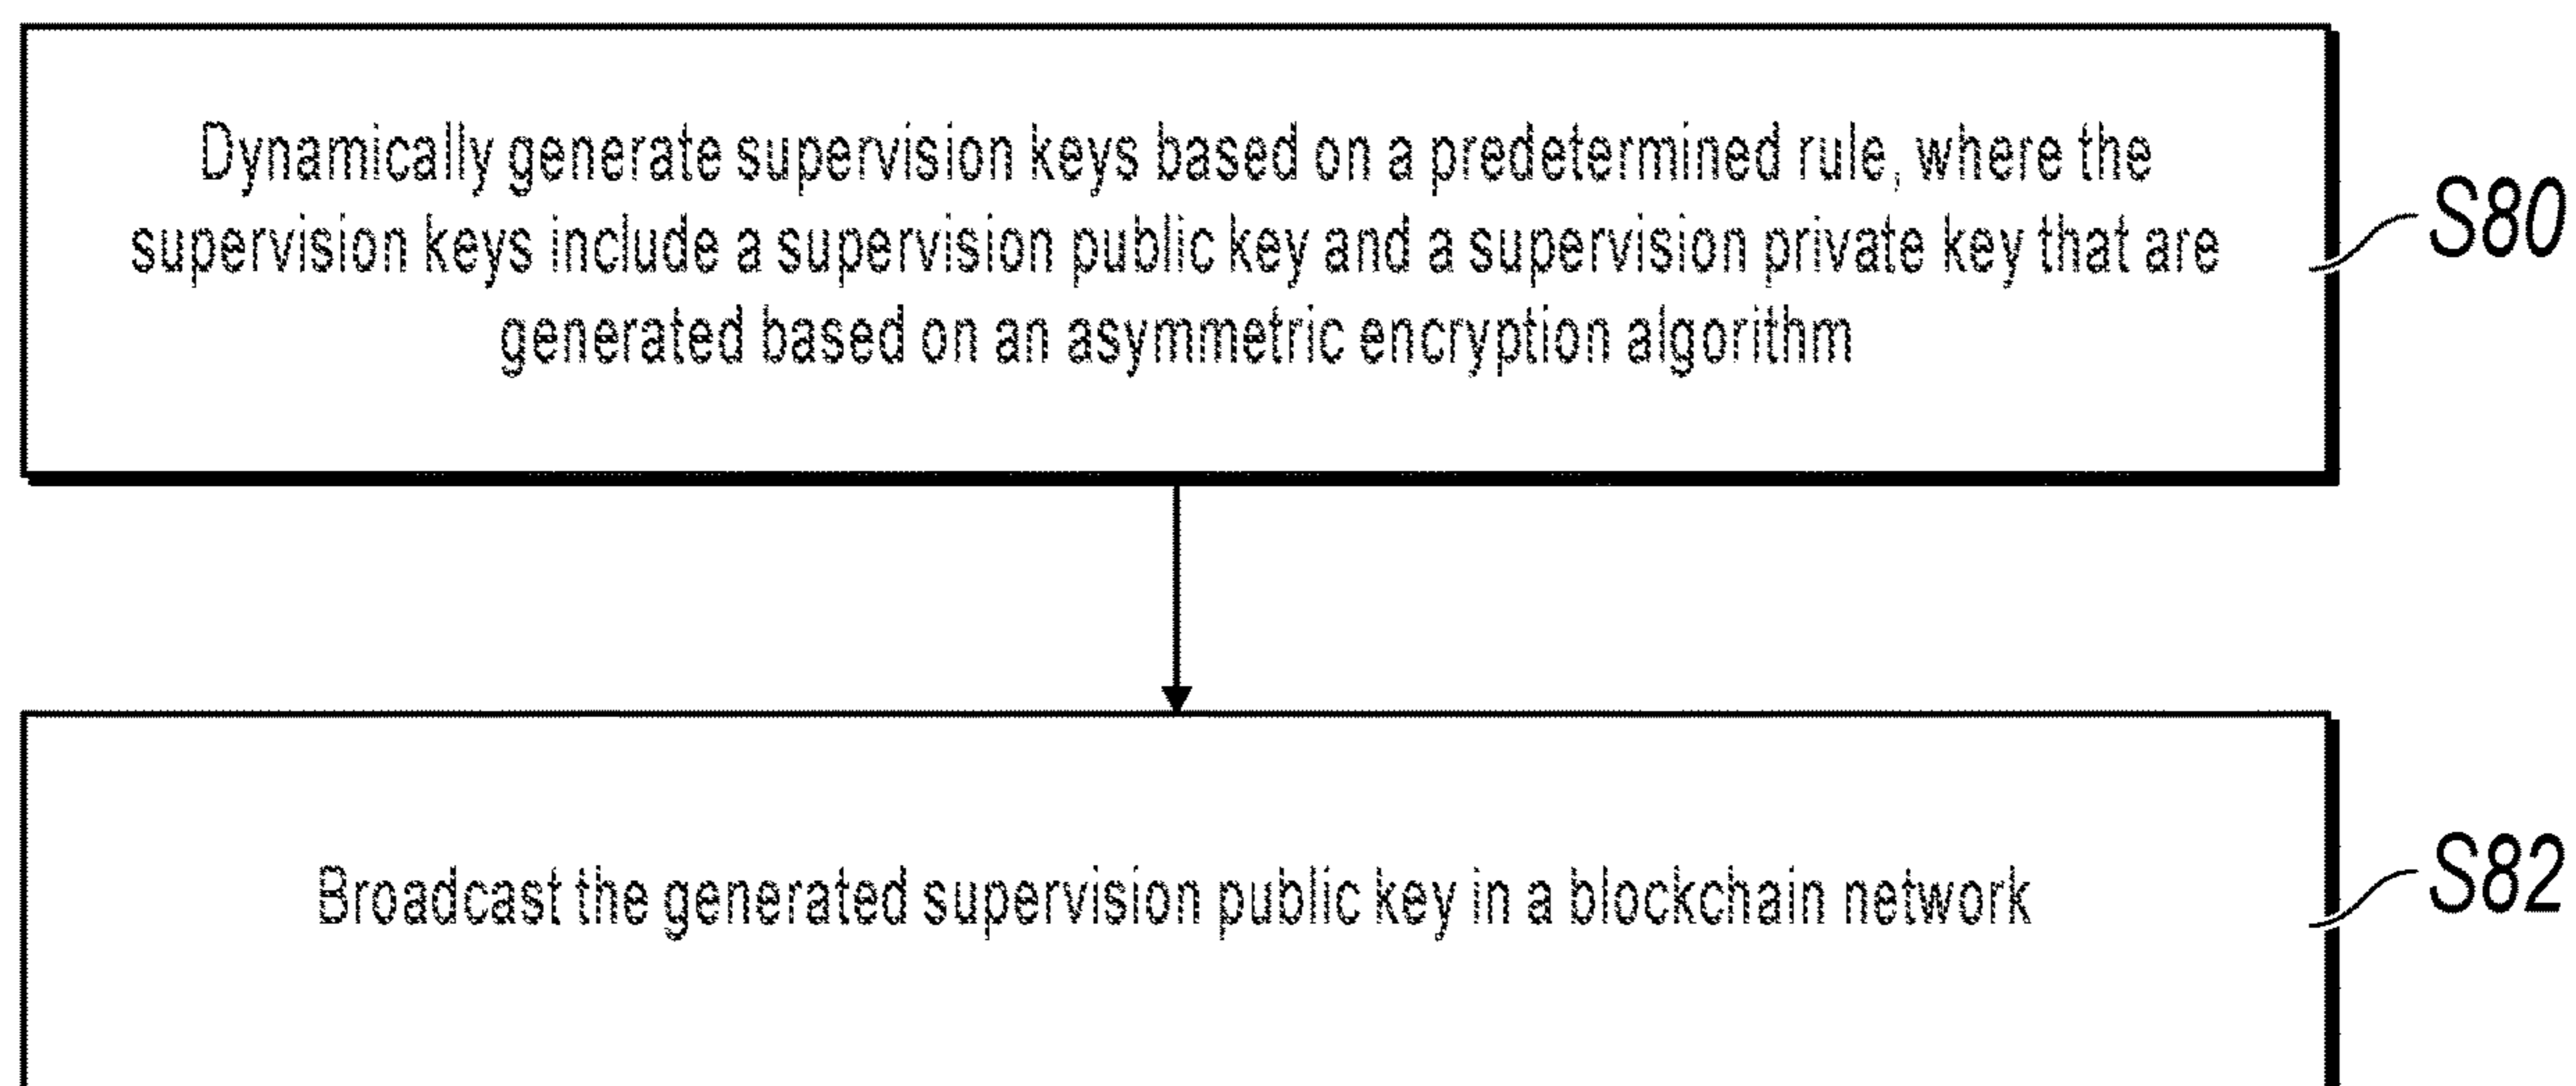 Dynamically generate supervision keys based on a predetermined rule, where the
supervision keys include a supervision public key and a supervision private key that are
generated based on an asymmetric encryption algorithm
S80
Broadcast the generated supervision public key in a blockchain network
S82